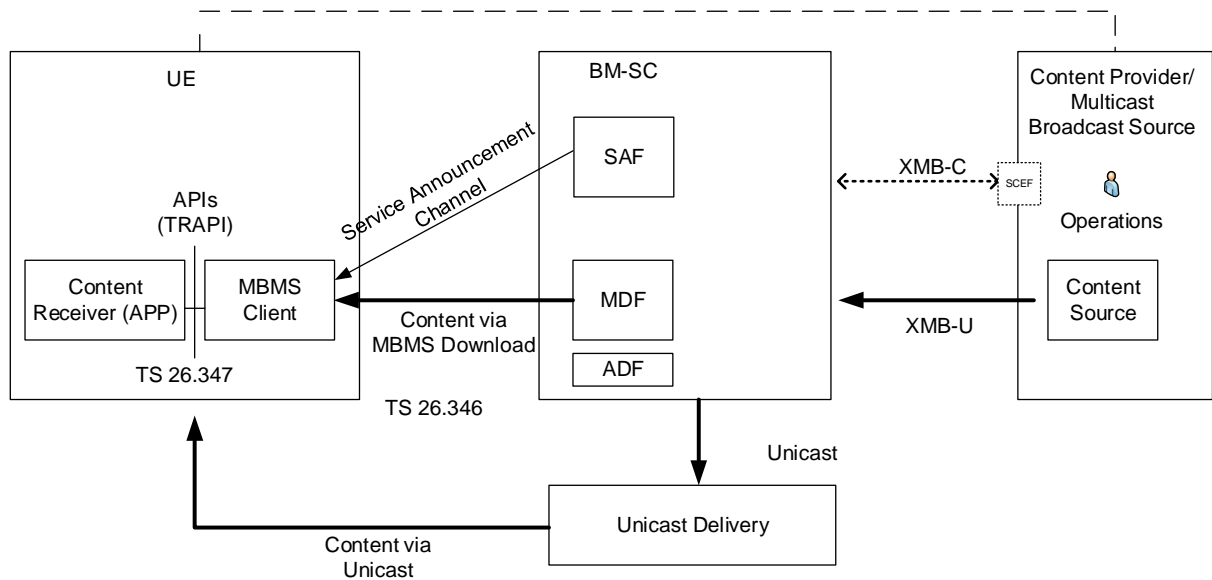 UE
BM-SC
Content Provider/
Multicast
Broadcast Source
SAF
Service Announcement
Channel
XMB-C
SCEF
Operations
APIs
(TRAPI)
Content
Receiver (APP)
MBMS
Client
MDF
Content
Source
Content via
MBMS Download
XMB-U
ADF
TS 26.347
TS 26.346
Unicast
Unicast Delivery
Content via
Unicast